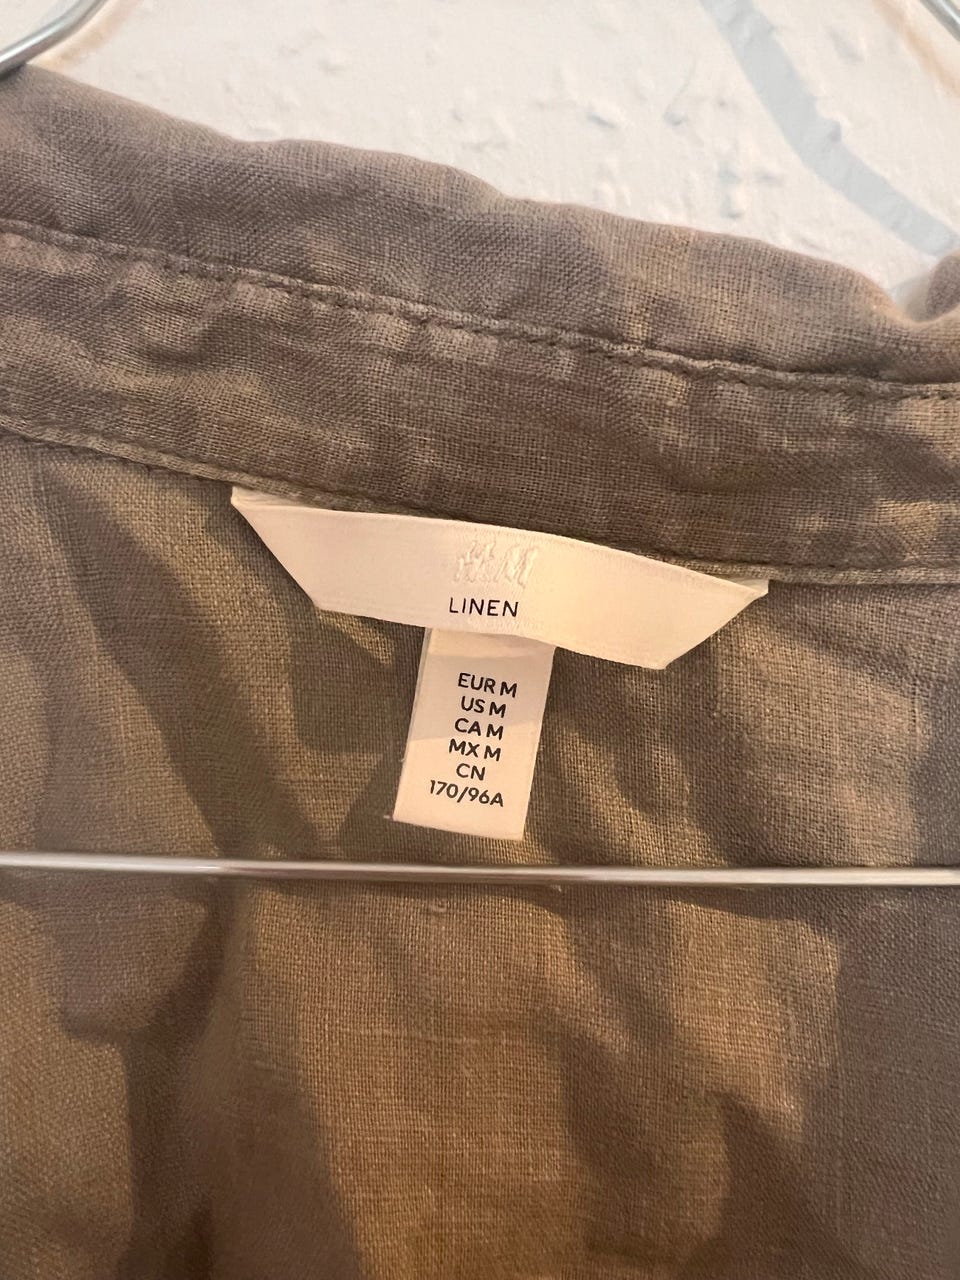 H&M
LINEN
EUR M
US M
CA M
MX M
CN
170/96A